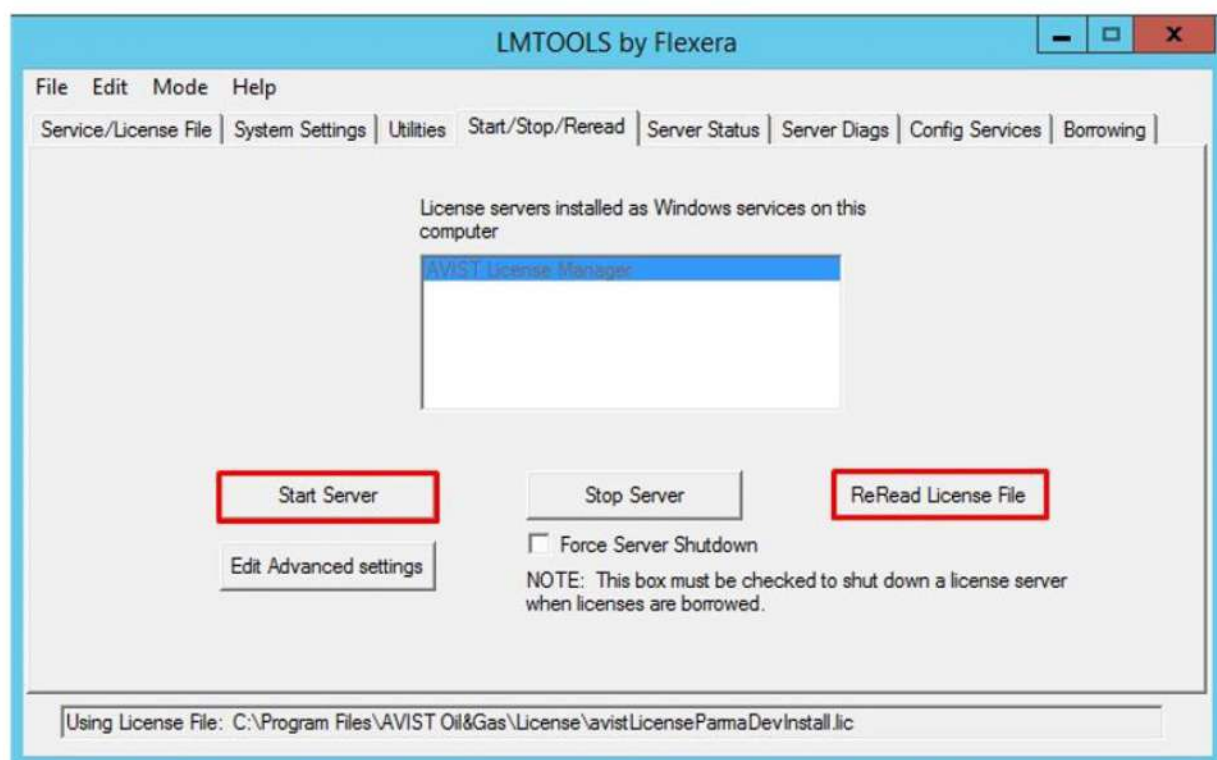 LMTOOLS by Flexera
File Edit Mode Help
Service/License File System Settings Utilities Start/Stop/Reread Server Status Server Diags Config Services Borrowing
License servers installed as Windows services on this
computer
AVIST License Manager
Start Server Stop Server ReRead License File
Edit Advanced settings
Force Server Shutdown
NOTE: This box must be checked to shut down a license server
when licenses are borrowed.
Using License File: C:\Program Files\AVIST Oil&Gas\License\avistLicenseParmaDevInstall.lic